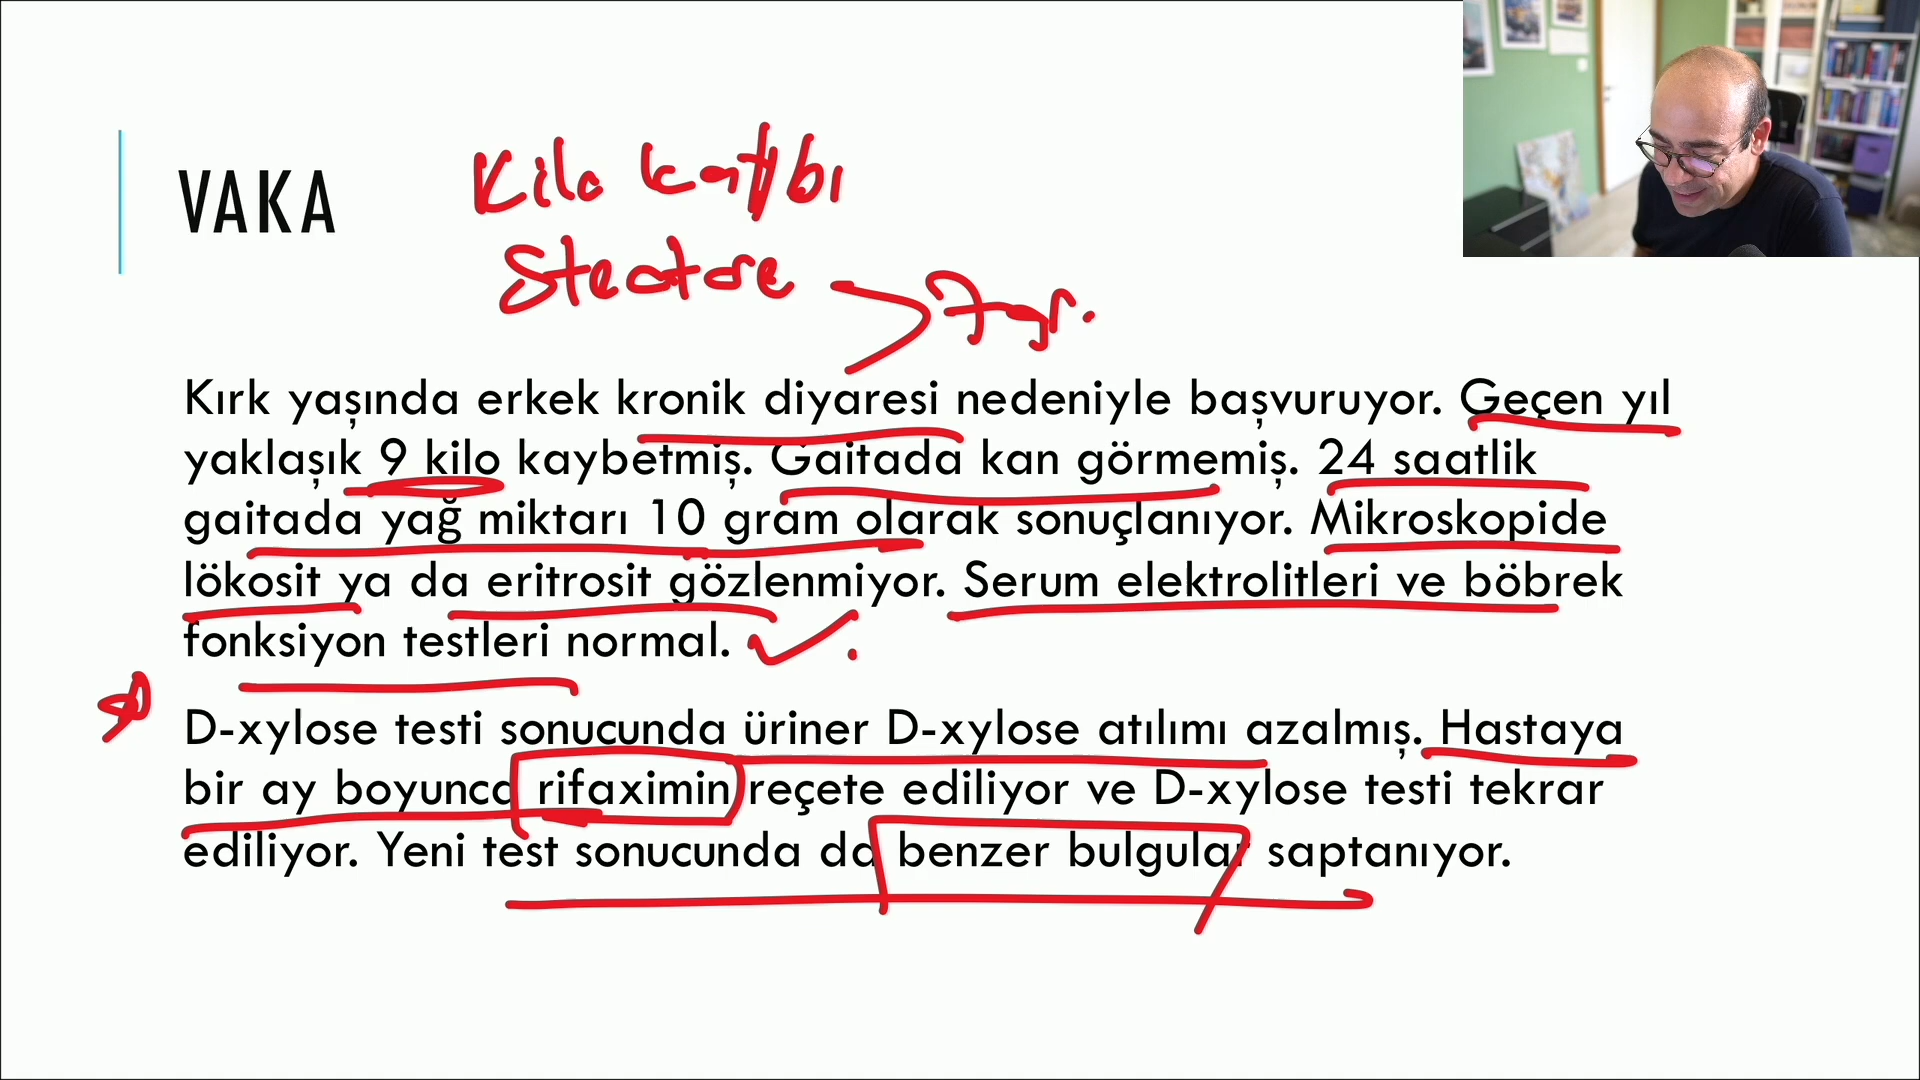 VAKA
Kilo kaybı
Steatore
7 gr.
Kırk yaşında erkek kronik diyaresi nedeniyle başvuruyor. Geçen yıl
yaklaşık 9 kilo kaybetmiş. Gaitada kan görmemiş. 24 saatlik
gaitada yağ miktarı 10 gram olarak sonuçlanıyor. Mikroskopide
lökosit ya da eritrosit gözlenmiyor. Serum elektrolitleri ve böbrek
fonksiyon testleri normal.
D-xylose testi sonucunda üriner D-xylose atılımı azalmış. Hastaya
bir ay boyunca rifaximin reçete ediliyor ve D-xylose testi tekrar
ediliyor. Yeni test sonucunda da benzer bulgular saptanıyor.